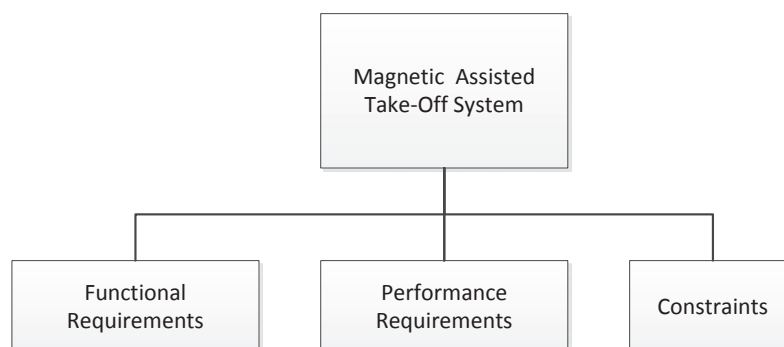 Magnetic Assisted
Take-Off System
Functional
Requirements
Performance
Requirements
Constraints